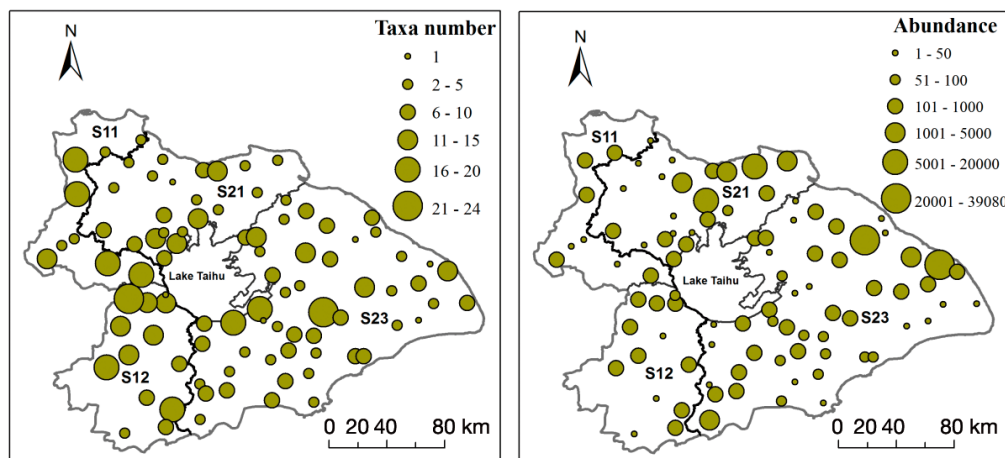 N
Taxa number
1
2 - 5
6 - 10
11 - 15
16 - 20
21 - 24
S11
S21
Lake Taihu
S23
S12
0 20 40 80 km
N
Abundance
1 - 50
51 - 100
101 - 1000
1001 - 5000
5001 - 20000
20001 - 39080
S11
S21
Lake Taihu
S23
S12
0 20 40 80 km